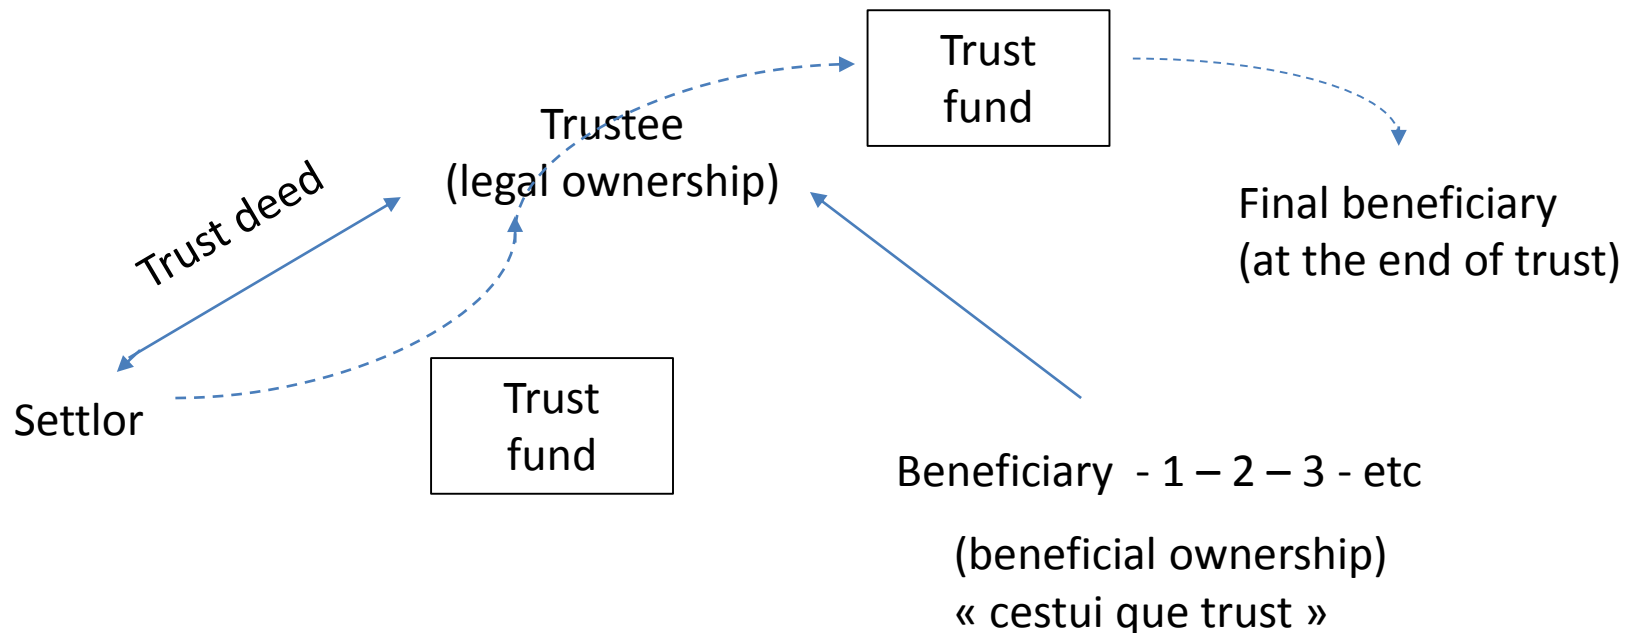 Trust
fund
Trustee
(legal ownership)
Trust deed
Final beneficiary
(at the end of trust)
Settlor
Trust
fund
Beneficiary - 1 – 2 – 3 - etc
(beneficial ownership)
« cestui que trust »